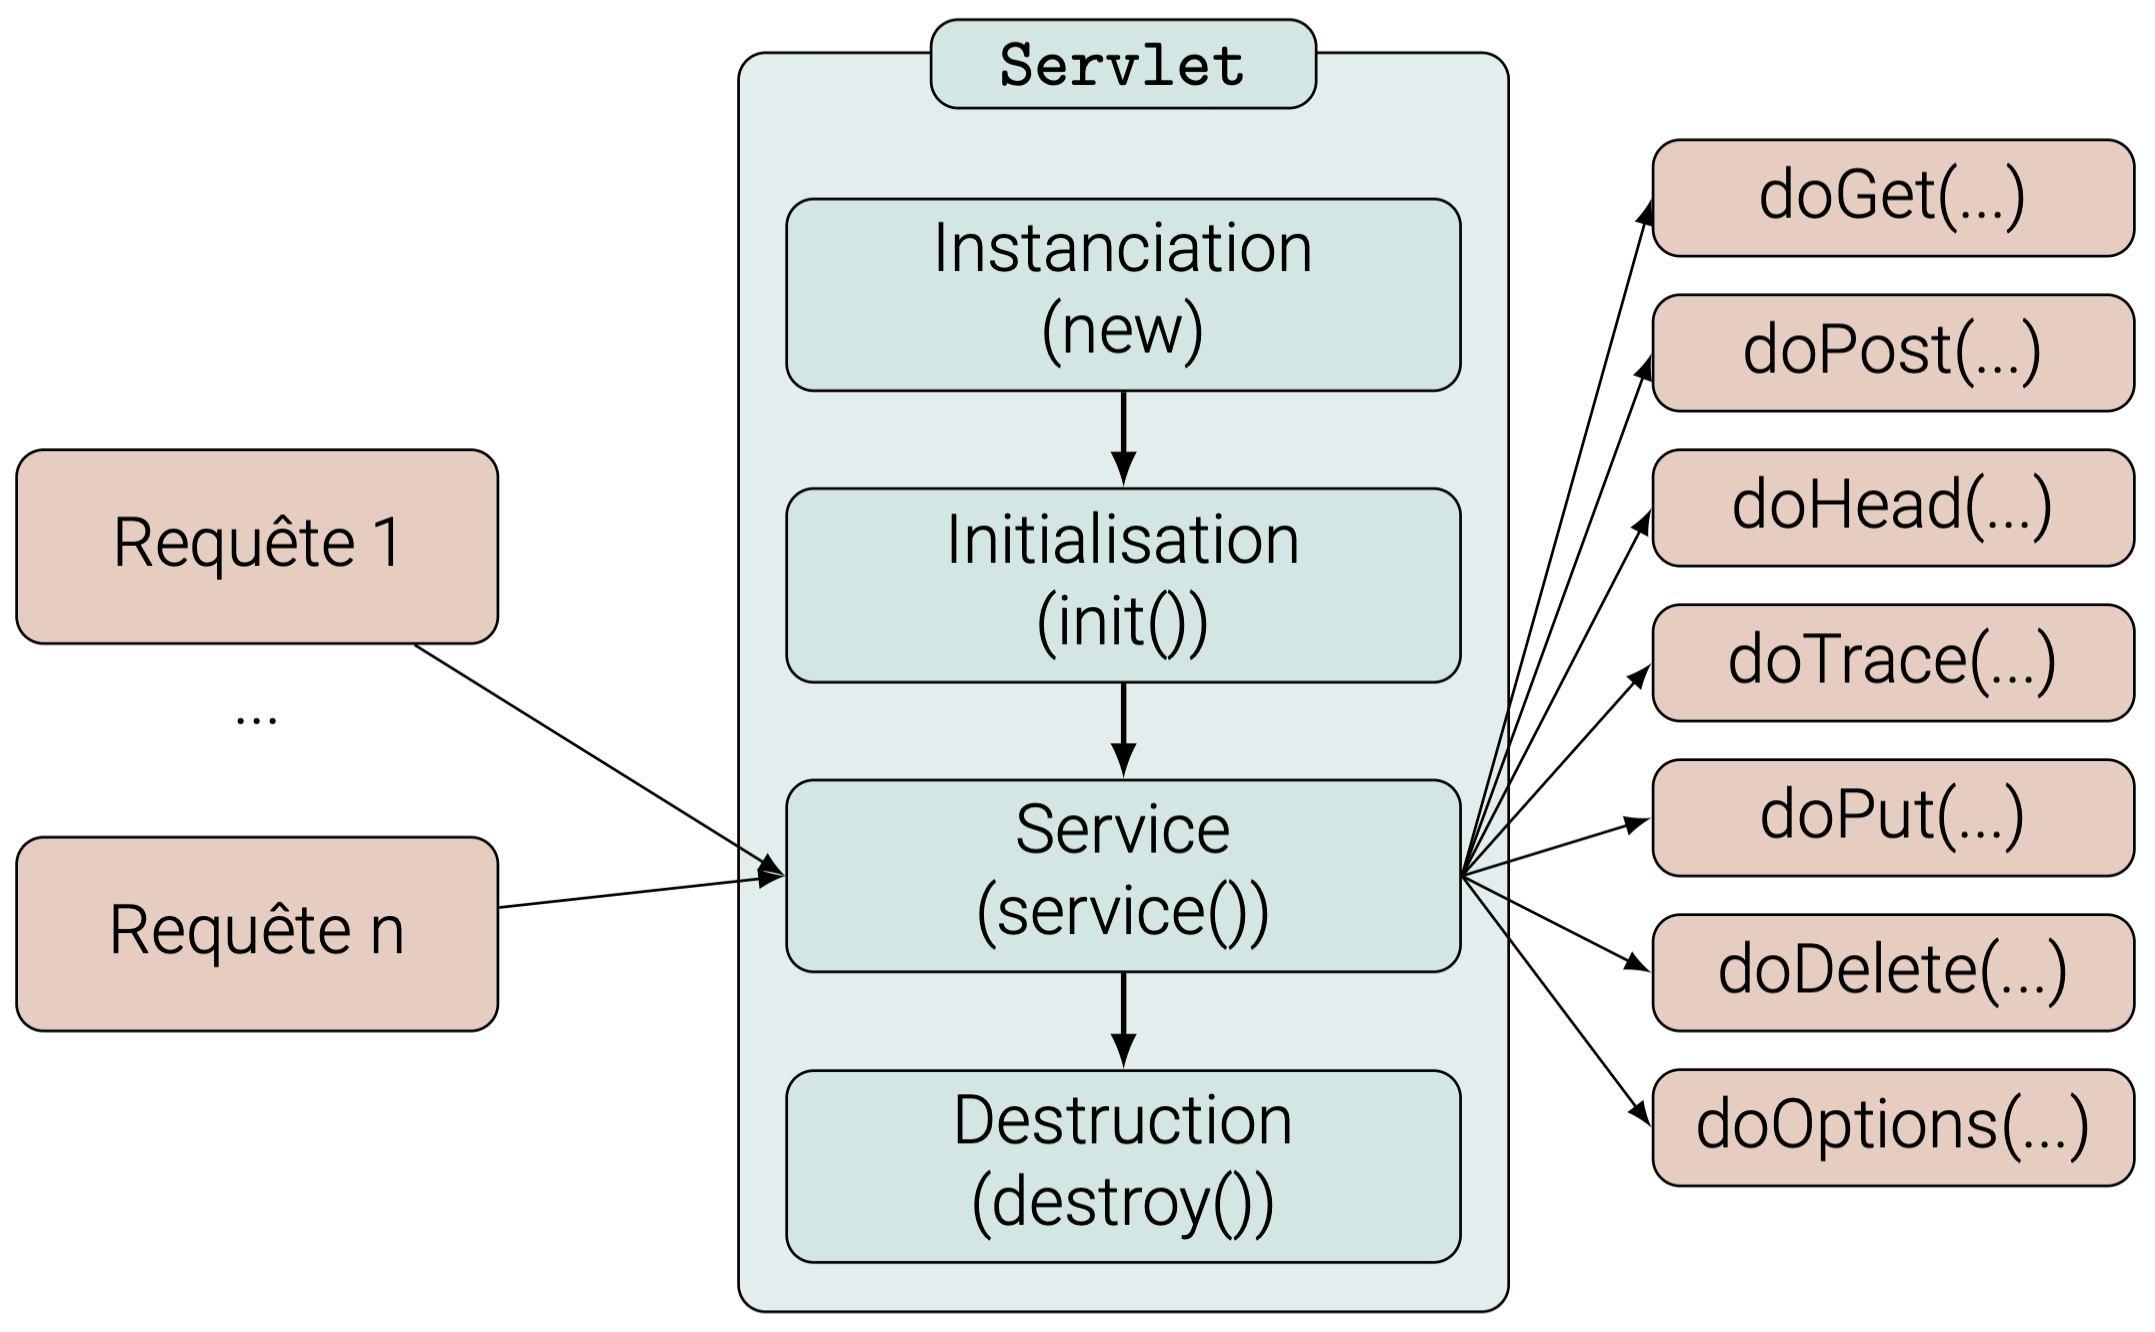 Servlet
Instanciation
(new)
Initialisation
(init())
Service
(service())
Destruction
(destroy())
Requête 1
...
Requête n
doGet(...)
doPost(...)
doHead(...)
doTrace(...)
doPut(...)
doDelete(...)
doOptions(...)